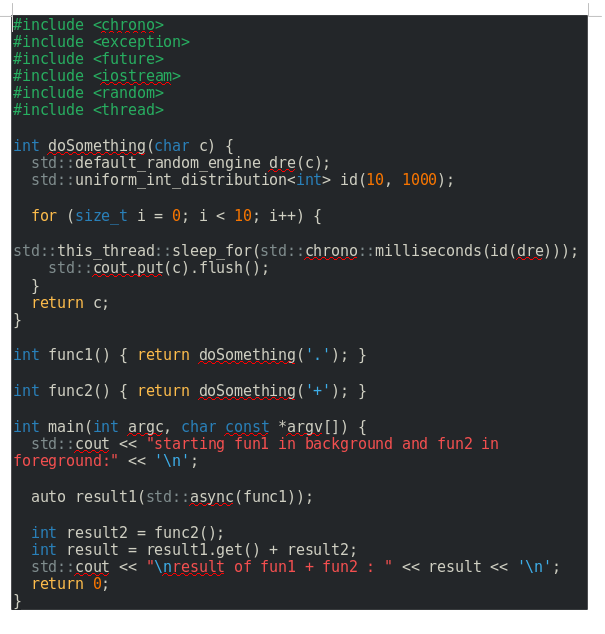 #include <chrono>
#include <exception>
#include <future>
#include <iostream>
#include <random>
#include <thread>

int doSomething(char c) {
  std::default_random_engine dre(c);
  std::uniform_int_distribution<int> id(10, 1000);

  for (size_t i = 0; i < 10; i++) {

std::this_thread::sleep_for(std::chrono::milliseconds(id(dre)));
    std::cout.put(c).flush();
  }
  return c;
}

int func1() { return doSomething('.'); }

int func2() { return doSomething('+'); }

int main(int argc, char const *argv[]) {
  std::cout << "starting fun1 in background and fun2 in
foreground:" << '\n';

  auto result1(std::async(func1));

  int result2 = func2();
  int result = result1.get() + result2;
  std::cout << "\nresult of fun1 + fun2 : " << result << '\n';
  return 0;
}